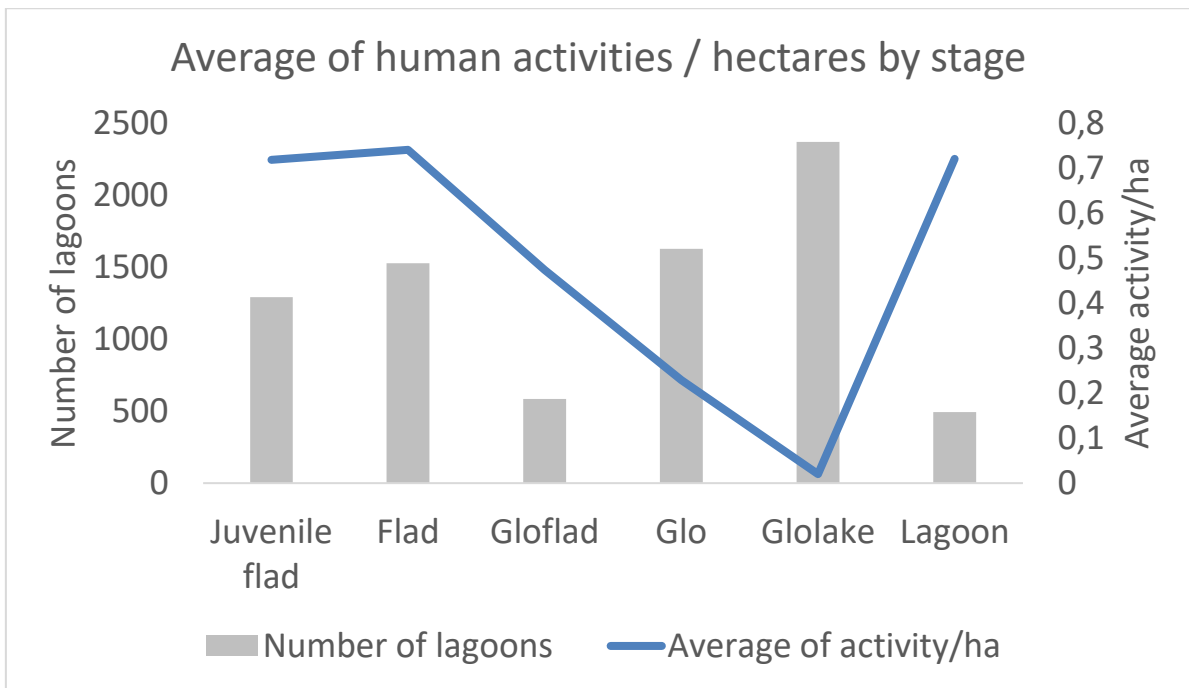 Average of human activities / hectares by stage
Number of lagoons
2500
2000
1500
1000
500
0
0,8
0,7
0,6
0,5
0,4
0,3
0,2
0,1
0
Average activity/ha
Juvenile flad
Flad
Gloflad
Glo
Glolake
Lagoon
Number of lagoons
Average of activity/ha